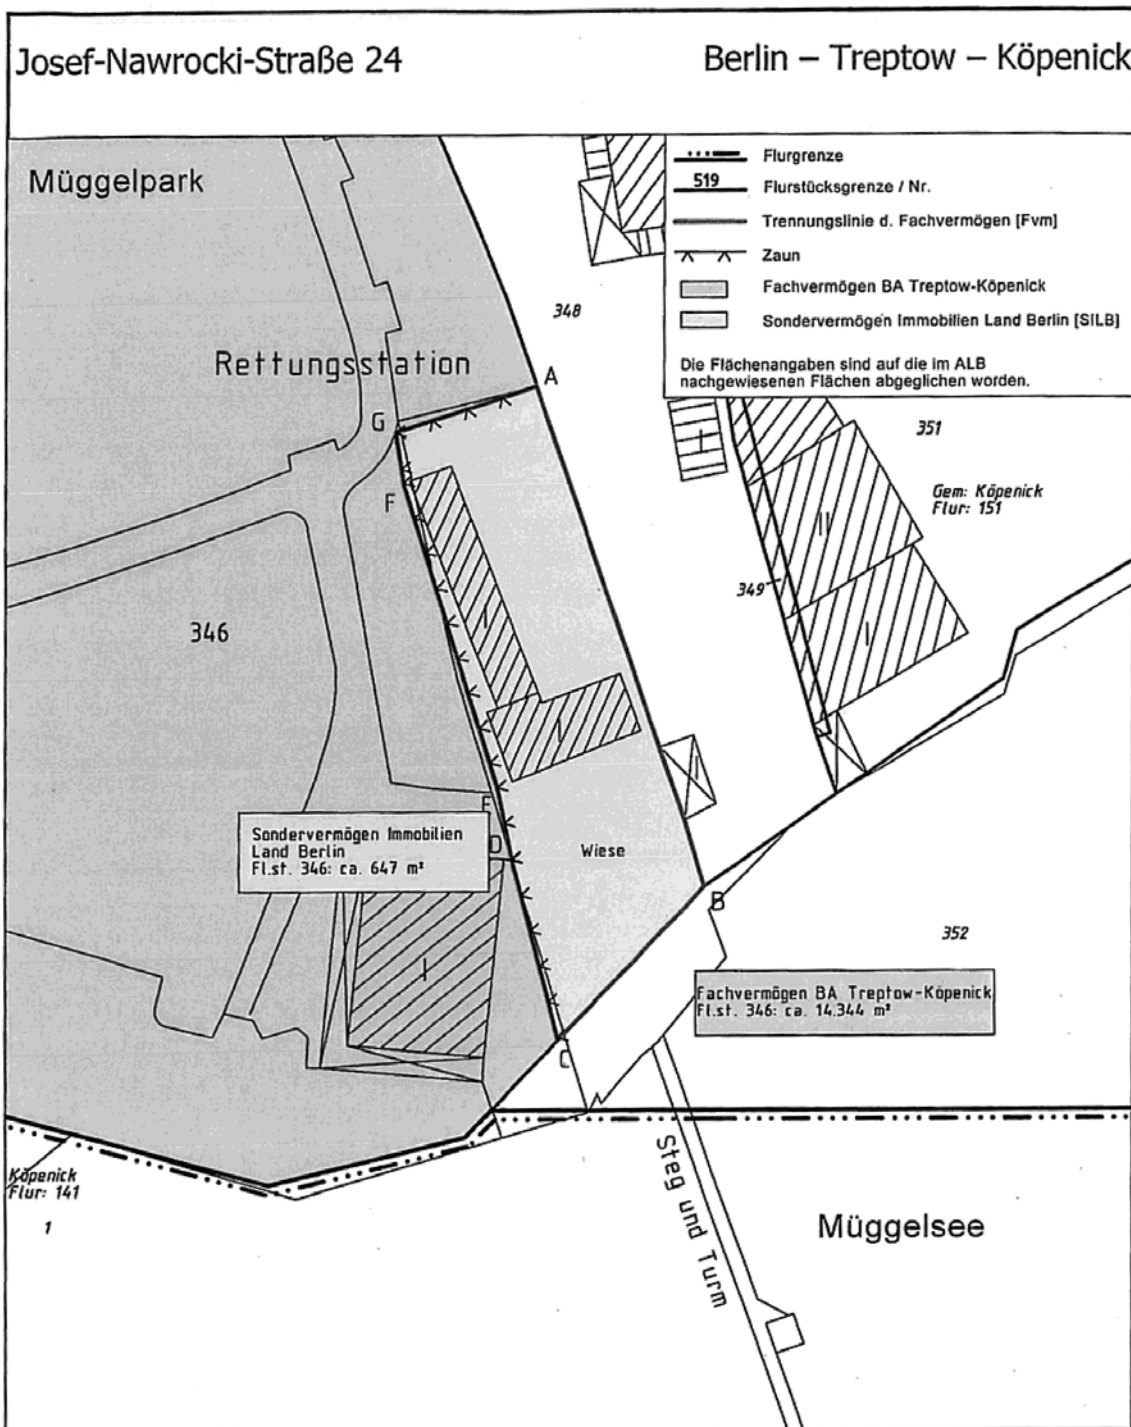 Josef-Nawrocki-Straße 24
Berlin – Treptow – Köpenick
Müggelpark
Flurgrenze
519
Flurstücksgrenze / Nr.
Trennungslinie d. Fachvermögen [Fvm]
Zaun
Fachvermögen BA Treptow-Köpenick
Sondervermögen Immobilien Land Berlin [SILB]
Die Flächenangaben sind auf die im ALB
nachgewiesenen Flächen abgeglichen worden.
348
Rettungsstation
A
G
351
Gem: Köpenick
Flur: 151
F
II
I
349
346
I
I
I
I
E
Sondervermögen Immobilien
Land Berlin
Fl.st. 346: ca. 647 m²
D
Wiese
B
352
I
Fachvermögen BA Treptow-Köpenick
Fl.st. 346: ca. 14.344 m²
C
Köpenick
Flur: 141
1
Steg und Turm
Müggelsee